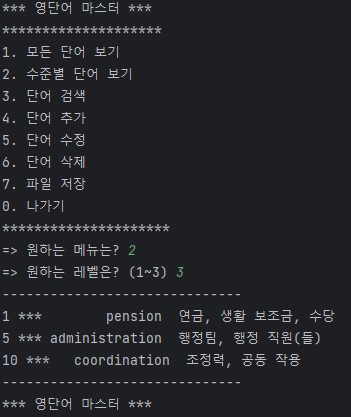 *** 영단어 마스터 ***
********************
1. 모든 단어 보기
2. 수준별 단어 보기
3. 단어 검색
4. 단어 추가
5. 단어 수정
6. 단어 삭제
7. 파일 저장
0. 나가기
*********************
=> 원하는 메뉴는? 2
=> 원하는 레벨은? (1~3) 3
------------------------------
1 ***        pension  연금, 생활 보조금, 수당
5 *** administration  행정팀, 행정 직원(들)
10 ***   coordination  조정력, 공동 작용
------------------------------
*** 영단어 마스터 ***